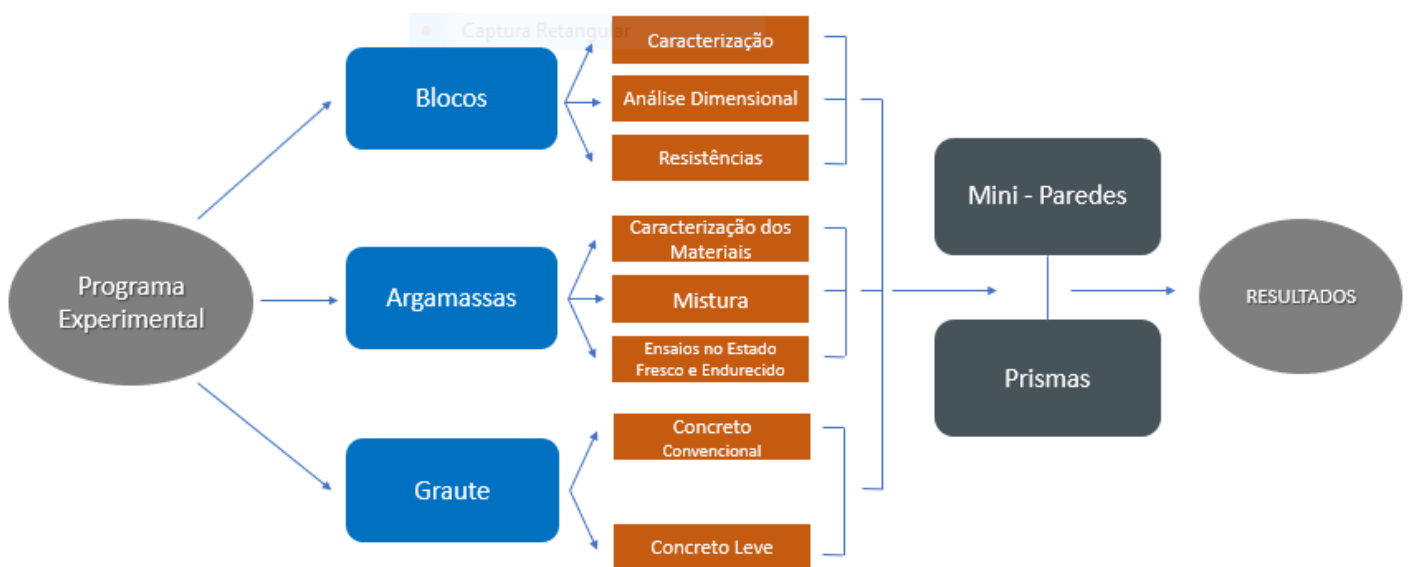 Captura Retangular
Programa
Experimental
Blocos
Caracterização
Análise Dimensional
Resistências
Argamassas
Caracterização dos
Materiais
Mistura
Ensaios no Estado
Fresco e Endurecido
Graute
Concreto
Convencional
Concreto Leve
Mini - Paredes
Prismas
RESULTADOS